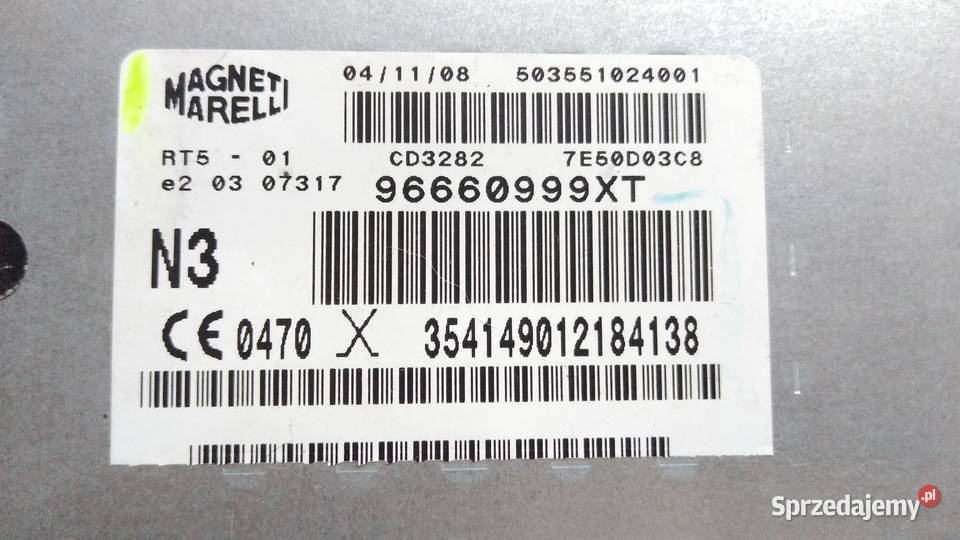 MAGNETI MARELLI
04/11/08 503551024001
RT5 - 01 CD3282 7E50D03C8
e2 03 07317 96660999XT
N3
CE 0470 X 354149012184138
Sprzedajemy.pl